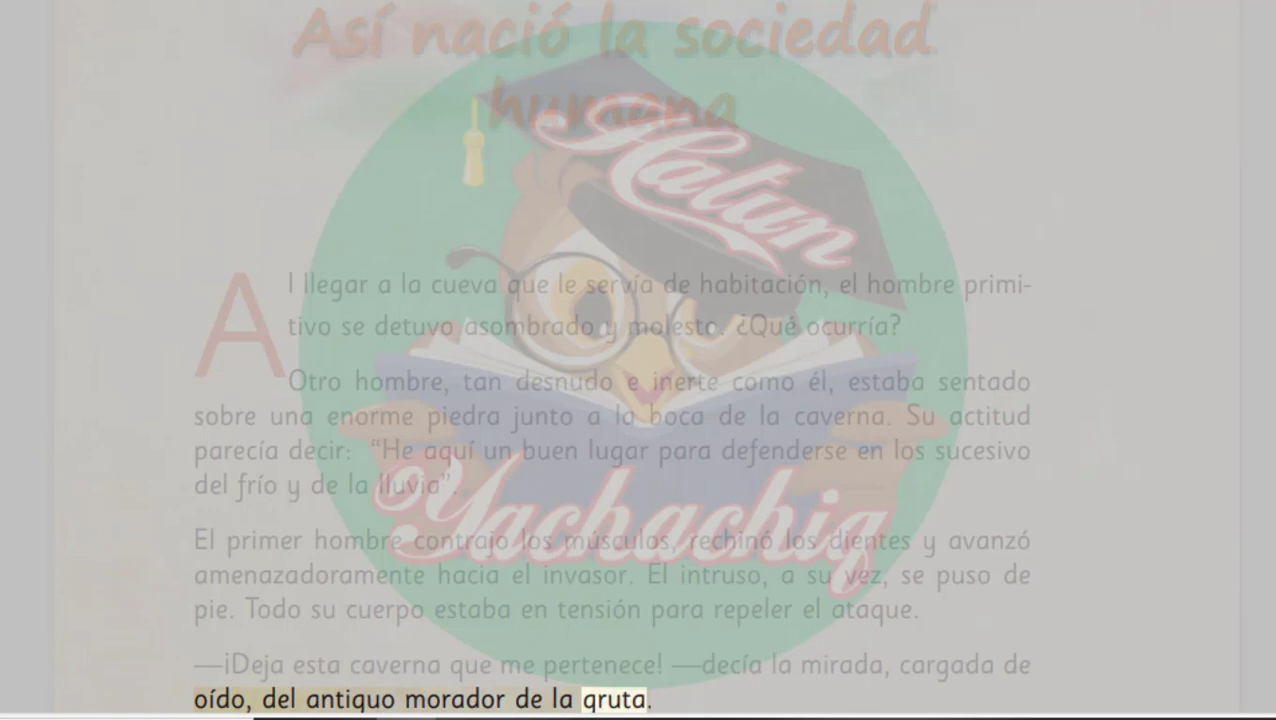 Así nació la sociedad
humana
Hatun
Al llegar a la cueva que le servía de habitación, el hombre primi-
tivo se detuvo asombrado y molesto. ¿Qué ocurría?
Otro hombre, tan desnudo e inerte como él, estaba sentado
sobre una enorme piedra junto a la boca de la caverna. Su actitud
parecía decir: “He aquí un buen lugar para defenderse en los sucesivo
del frío y de la lluvia”.
Yachachiq
El primer hombre contrajo los músculos, rechinó los dientes y avanzó
amenazadoramente hacia el invasor. El intruso, a su vez, se puso de
pie. Todo su cuerpo estaba en tensión para repeler el ataque.
—¡Deja esta caverna que me pertenece! —decía la mirada, cargada de
oído, del antiguo morador de la gruta.